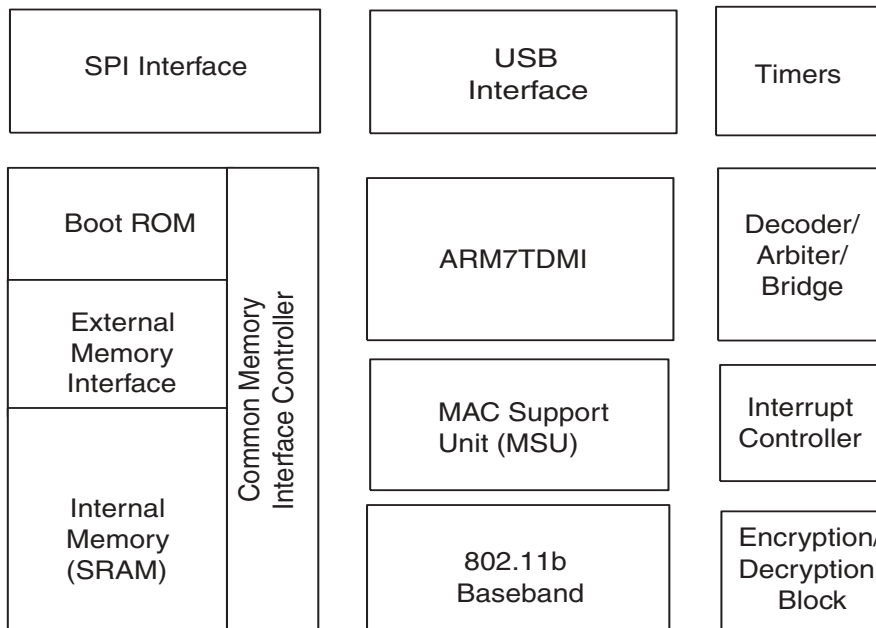 SPI Interface
USB
Interface
Timers
Boot ROM
External
Memory
Interface
Internal
Memory
(SRAM)
Common Memory
Interface Controller
ARM7TDMI
MAC Support
Unit (MSU)
802.11b
Baseband
Decoder/
Arbiter/
Bridge
Interrupt
Controller
Encryption/
Decryption
Block